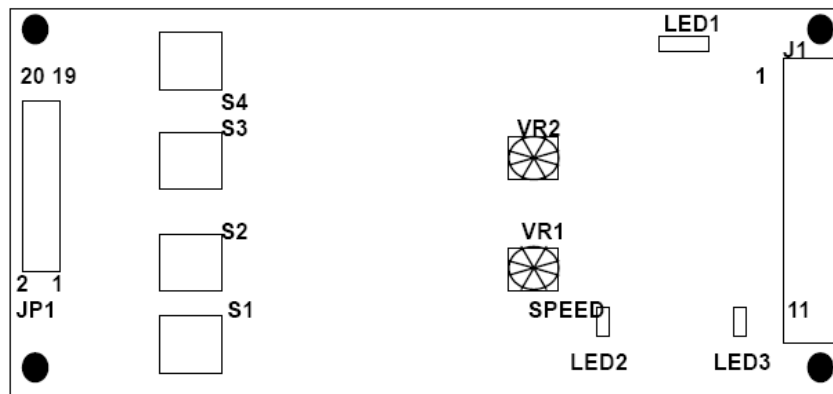 LED1
J1
20 19
1
S4
S3
VR2
S2
VR1
2 1
JP1
S1
SPEED
11
LED2
LED3